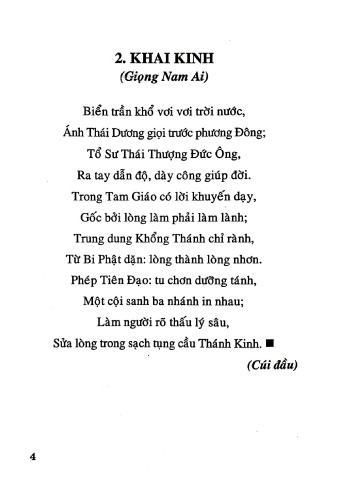 2. KHAI KINH
(Giọng Nam Ai)
Biển trần khổ vơi vơi trời nước,
Ánh Thái Dương giọi trước phương Đông;
Tổ Sư Thái Thượng Đức Ông,
Ra tay dẫn độ, dày công giúp đời.
Trong Tam Giáo có lời khuyến dạy,
Gốc bởi lòng làm phải làm lành;
Trung dung Khổng Thánh chỉ rành,
Từ Bi Phật dặn: lòng thành lòng nhơn.
Phép Tiên Đạo: tu chơn dưỡng tánh,
Một cội sanh ba nhánh in nhau;
Làm người rõ thấu lý sâu,
Sửa lòng trong sạch tụng cầu Thánh Kinh. ■
(Cúi đầu)
4